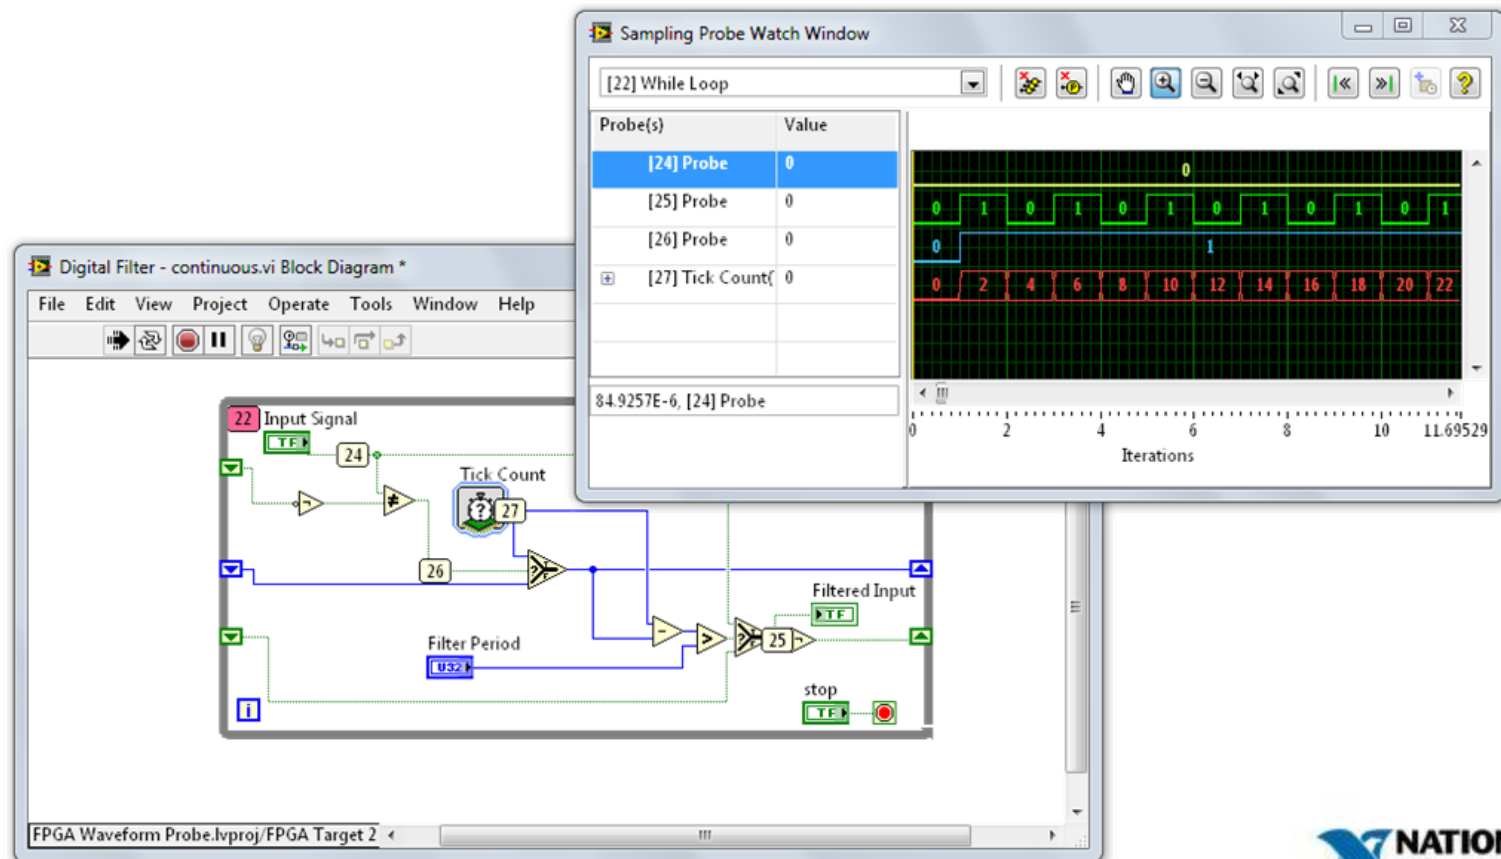 Sampling Probe Watch Window
[22] While Loop
Probe(s) Value
[24] Probe 0
[25] Probe 0
[26] Probe 0
[27] Tick Count( 0
84.9257E-6, [24] Probe
0
0 1 0 1 0 1 0 1 0 1 0 1
0 1
0 2 4 6 8 10 12 14 16 18 20 22
0 2 4 6 8 10 11.69529
Iterations
Digital Filter - continuous.vi Block Diagram *
File Edit View Project Operate Tools Window Help
22 Input Signal
TF
24
Tick Count
27
26
Filtered Input
TF
Filter Period
U32
25
stop
TF
i
FPGA Waveform Probe.lvproj/FPGA Target 2
NATIO